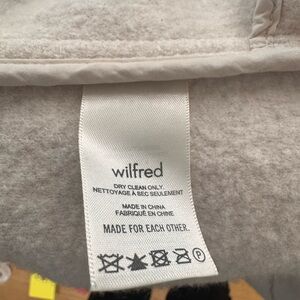 wilfred
DRY CLEAN ONLY.
NETTOYAGE À SEC SEULEMENT
MADE IN CHINA
FABRIQUÉ EN CHINE
MADE FOR EACH OTHER.
P